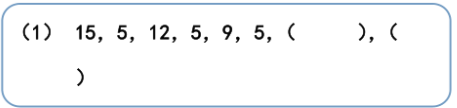 (1) 15, 5, 12, 5, 9, 5, (   ), (
)